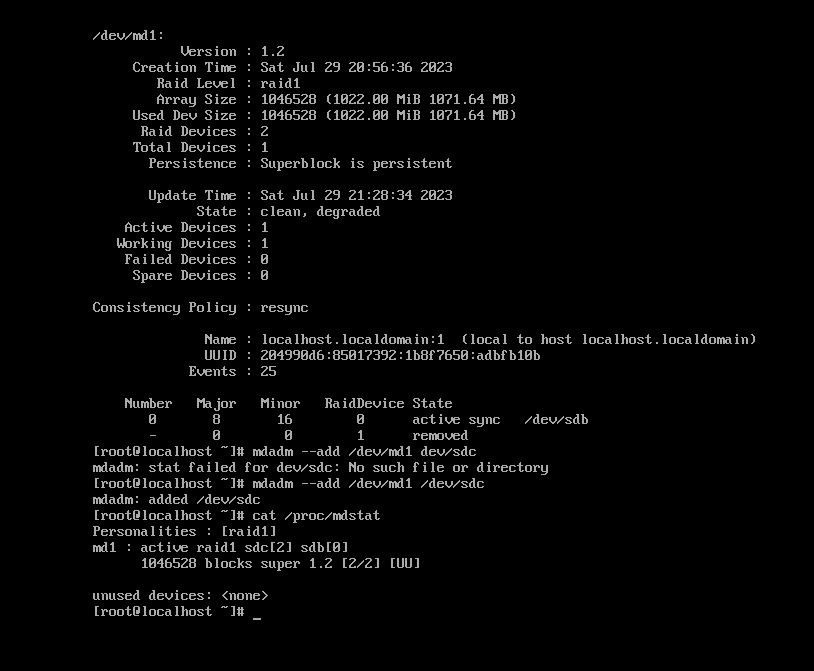 /dev/md1:
Version : 1.2
Creation Time : Sat Jul 29 20:56:36 2023
Raid Level : raid1
Array Size : 1046528 (1022.00 MiB 1071.64 MB)
Used Dev Size : 1046528 (1022.00 MiB 1071.64 MB)
Raid Devices : 2
Total Devices : 1
Persistence : Superblock is persistent
Update Time : Sat Jul 29 21:28:34 2023
State : clean, degraded
Active Devices : 1
Working Devices : 1
Failed Devices : 0
Spare Devices : 0
Consistency Policy : resync
Name : localhost.localdomain:1  (local to host localhost.localdomain)
UUID : 204990d6:85017392:1b8f7650:adbfb10b
Events : 25
Number   Major   Minor   RaidDevice State
0       8       16        0      active sync   /dev/sdb
-       0        0        1      removed
[root@localhost ~]# mdadm --add /dev/md1 dev/sdc
mdadm: stat failed for dev/sdc: No such file or directory
[root@localhost ~]# mdadm --add /dev/md1 /dev/sdc
mdadm: added /dev/sdc
[root@localhost ~]# cat /proc/mdstat
Personalities : [raid1]
md1 : active raid1 sdc[2] sdb[0]
1046528 blocks super 1.2 [2/2] [UU]
unused devices: <none>
[root@localhost ~]# _